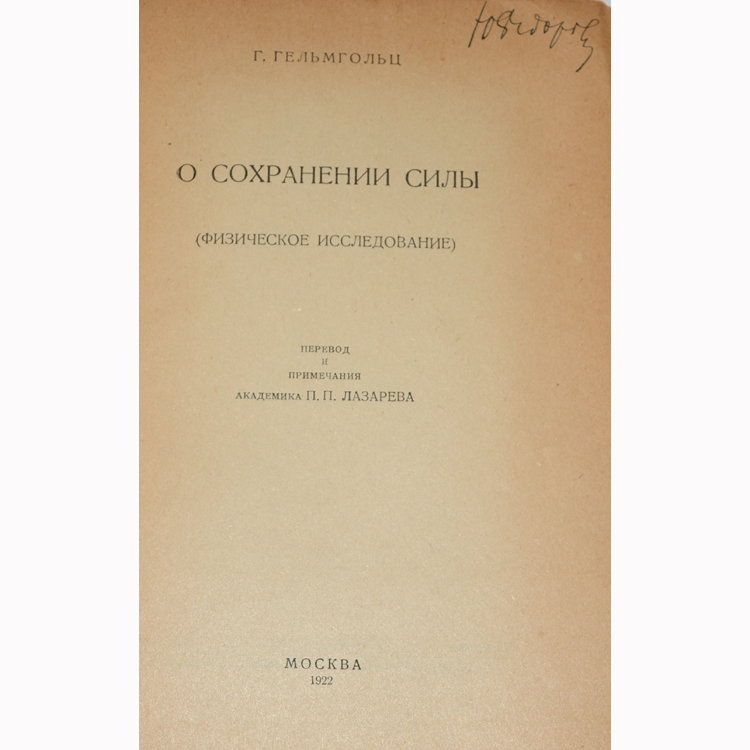 Г. ГЕЛЬМГОЛЬЦ
О СОХРАНЕНИИ СИЛЫ
(ФИЗИЧЕСКОЕ ИССЛЕДОВАНИЕ)
ПЕРЕВОД
И
ПРИМЕЧАНИЯ
АКАДЕМИКА П. П. ЛАЗАРЕВА
МОСКВА
1922